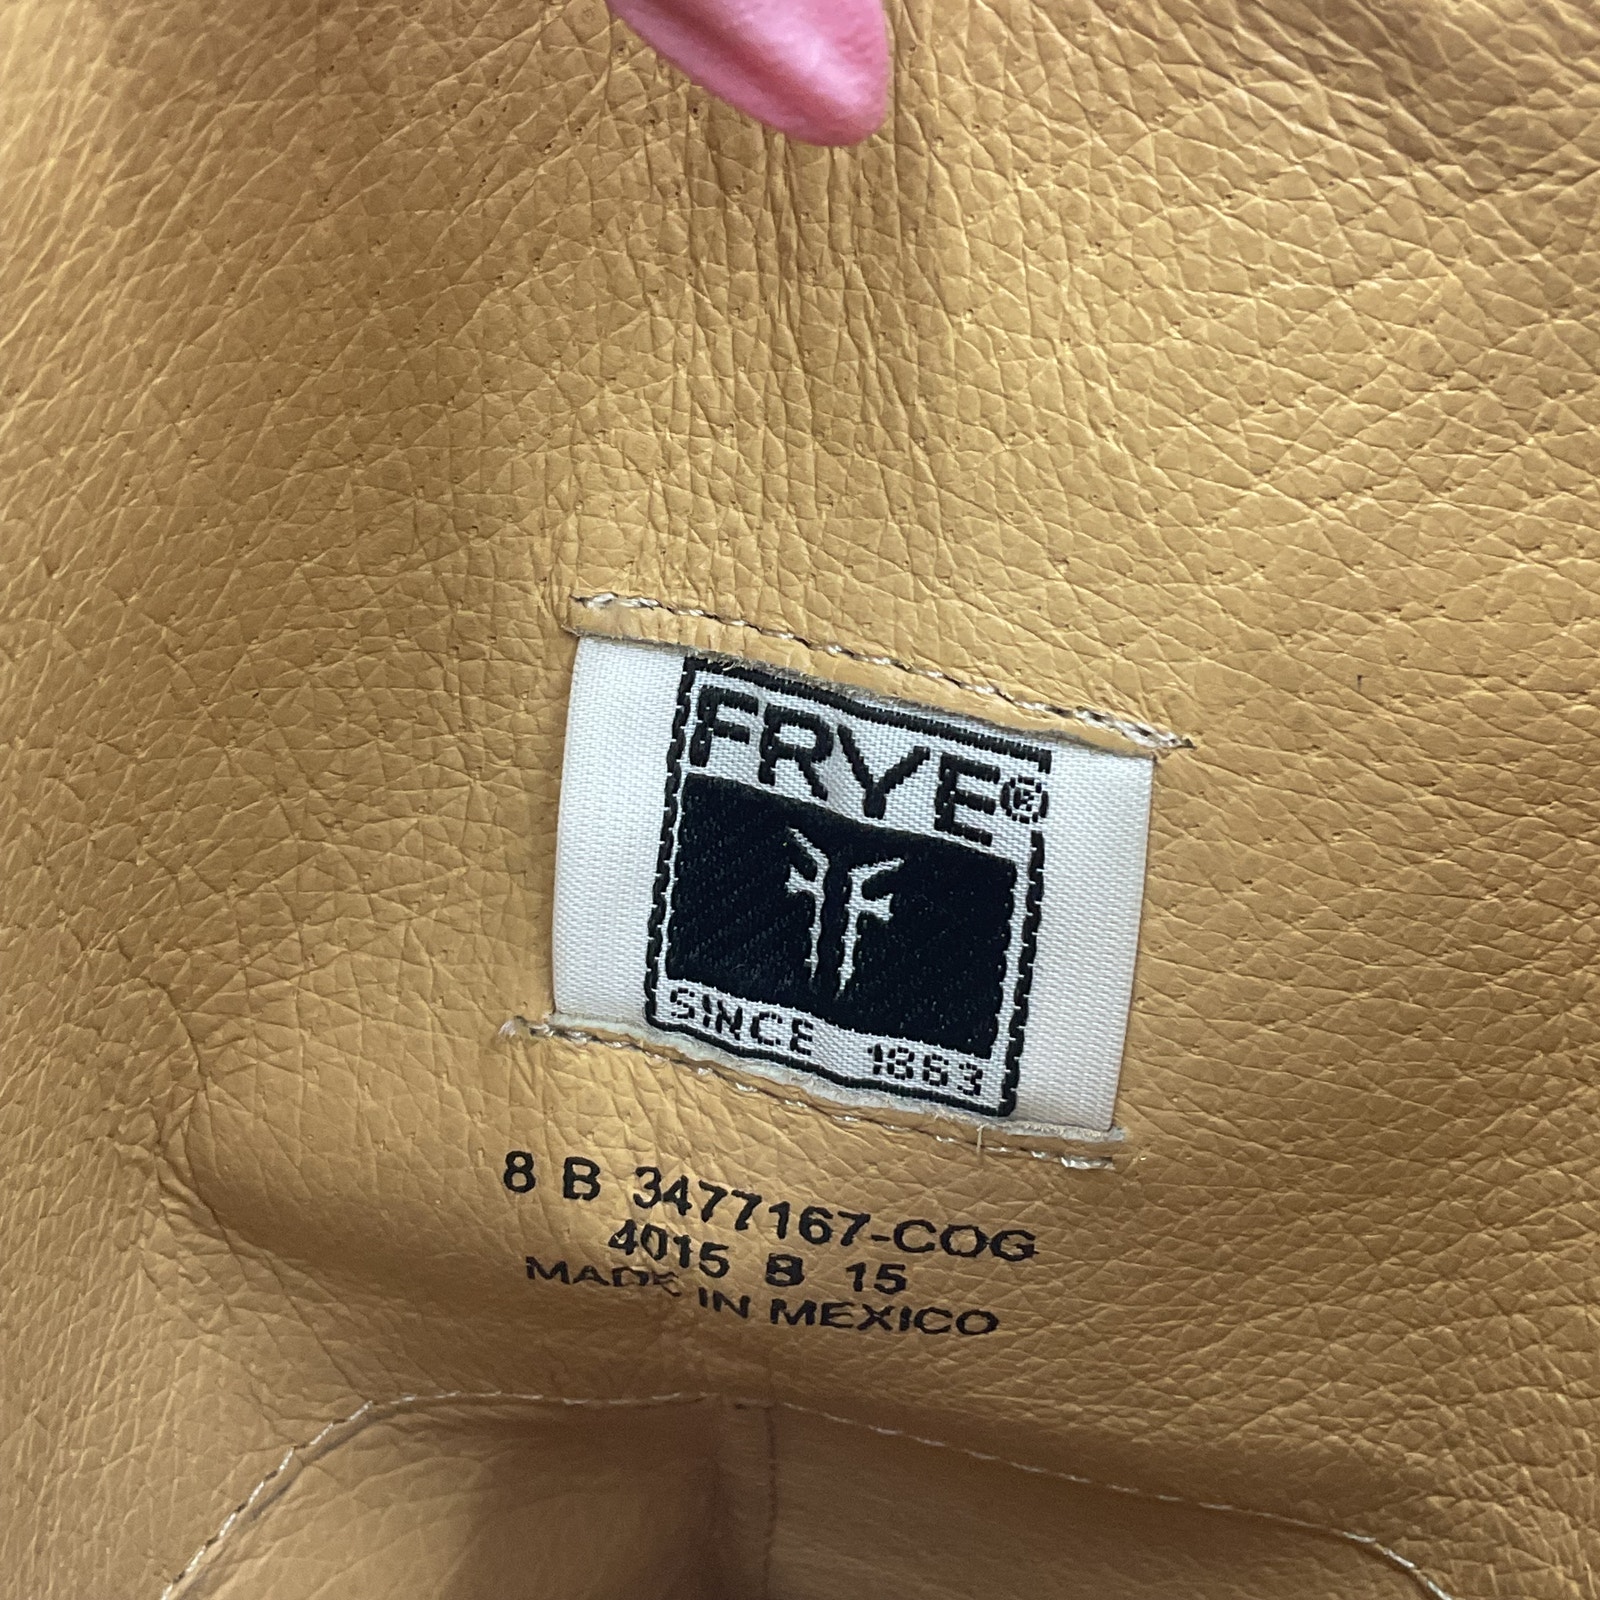 FRYE®
SINCE 1863
8 B 3477167-COG
4015 B 15
MADE IN MEXICO